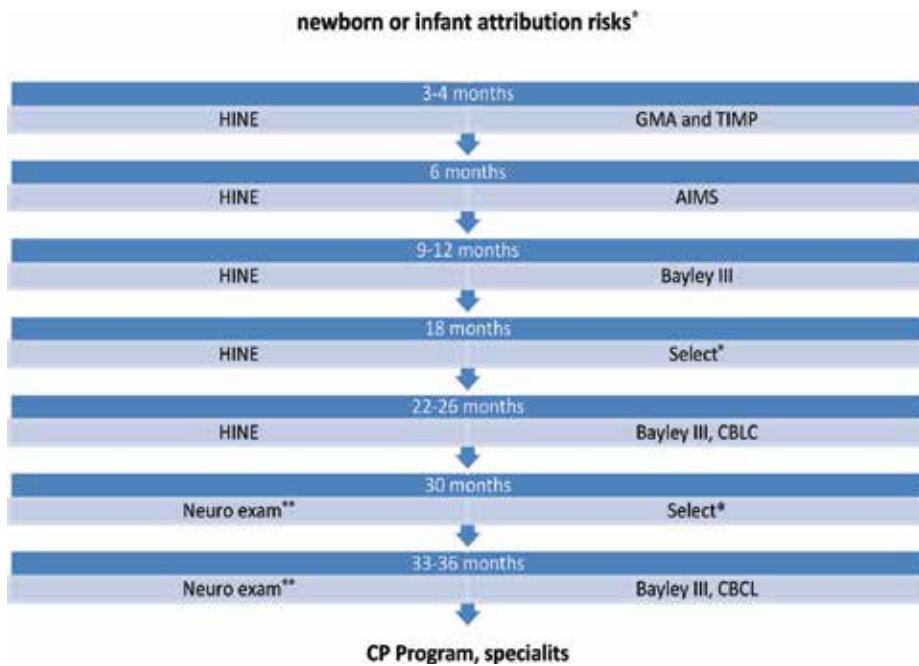 newborn or infant attribution risks*
3-4 months
HINE GMA and TIMP
6 months
HINE AIMS
9-12 months
HINE Bayley III
18 months
HINE Select*
22-26 months
HINE Bayley III, CBLC
30 months
Neuro exam** Select*
33-36 months
Neuro exam** Bayley III, CBCL
CP Program, specialits